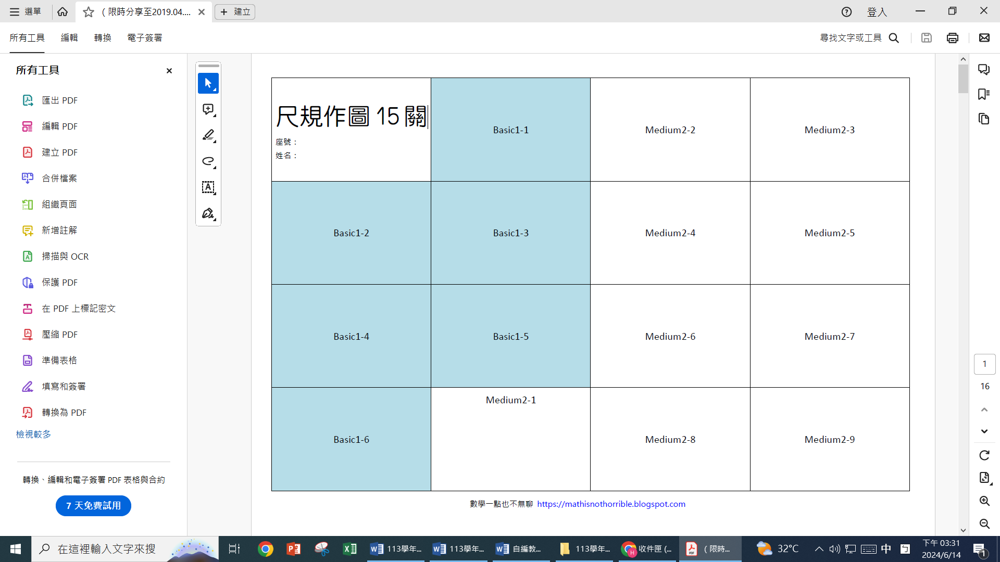 選單
（限時分享至2019.04....
建立
登入
所有工具
編輯
轉換
電子簽署
尋找文字或工具
所有工具
匯出 PDF
編輯 PDF
建立 PDF
合併檔案
組織頁面
新增註解
掃描與 OCR
保護 PDF
在 PDF 上標記密文
壓縮 PDF
準備表格
填寫和簽署
轉換為 PDF
檢視較多
轉換、編輯和電子簽署 PDF 表格與合約
7 天免費試用
尺規作圖 15 關
座號：
姓名：
Basic1-1
Medium2-2
Medium2-3
Basic1-2
Basic1-3
Medium2-4
Medium2-5
Basic1-4
Basic1-5
Medium2-6
Medium2-7
Basic1-6
Medium2-1
Medium2-8
Medium2-9
數學一點也不無聊 https://mathisnothorrible.blogspot.com
1
16
在這裡輸入文字來搜
113學年...
113學年...
自編教...
113學年...
收件匣 (...
（限時...
32°C
中
下午 03:31
2024/6/14
1